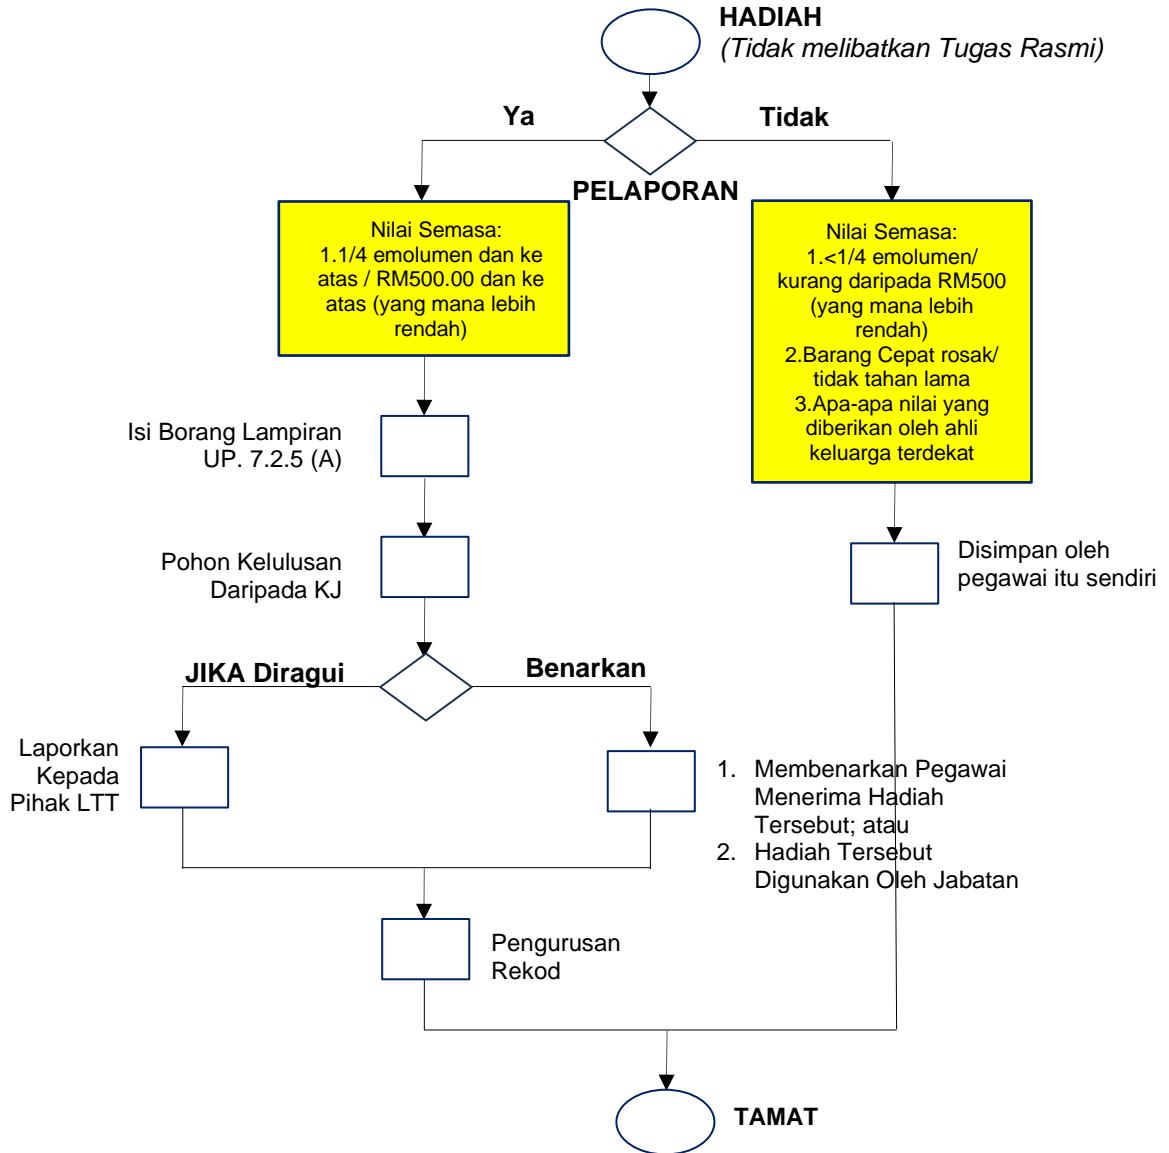 HADIAH
(Tidak melibatkan Tugas Rasmi)
Ya
Tidak
PELAPORAN
Nilai Semasa:
1.1/4 emolumen dan ke
atas / RM500.00 dan ke
atas (yang mana lebih
rendah)
Nilai Semasa:
1.<1/4 emolumen/
kurang daripada RM500
(yang mana lebih
rendah)
2.Barang Cepat rosak/
tidak tahan lama
3.Apa-apa nilai yang
diberikan oleh ahli
keluarga terdekat
Isi Borang Lampiran
UP. 7.2.5 (A)
Pohon Kelulusan
Daripada KJ
Disimpan oleh
pegawai itu sendiri
JIKA Diragui
Benarkan
Laporkan
Kepada
Pihak LTT
1. Membenarkan Pegawai
Menerima Hadiah
Tersebut; atau
2. Hadiah Tersebut
Digunakan Oleh Jabatan
Pengurusan
Rekod
TAMAT